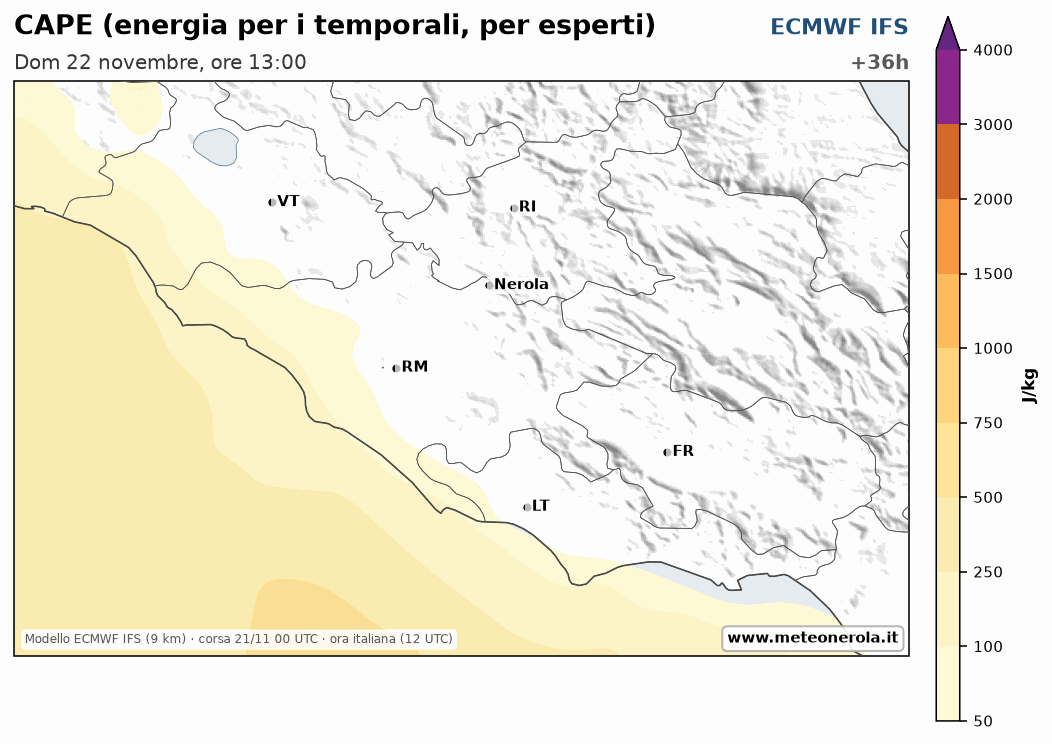 CAPE (energia per i temporali, per esperti)
ECMWF IFS
Dom 22 novembre, ore 13:00
+36h
VT
RI
Nerola
RM
FR
LT
Modello ECMWF IFS (9 km) · corsa 21/11 00 UTC · ora italiana (12 UTC)
www.meteonerola.it
4000
3000
2000
1500
1000
750
500
250
100
50
J/kg